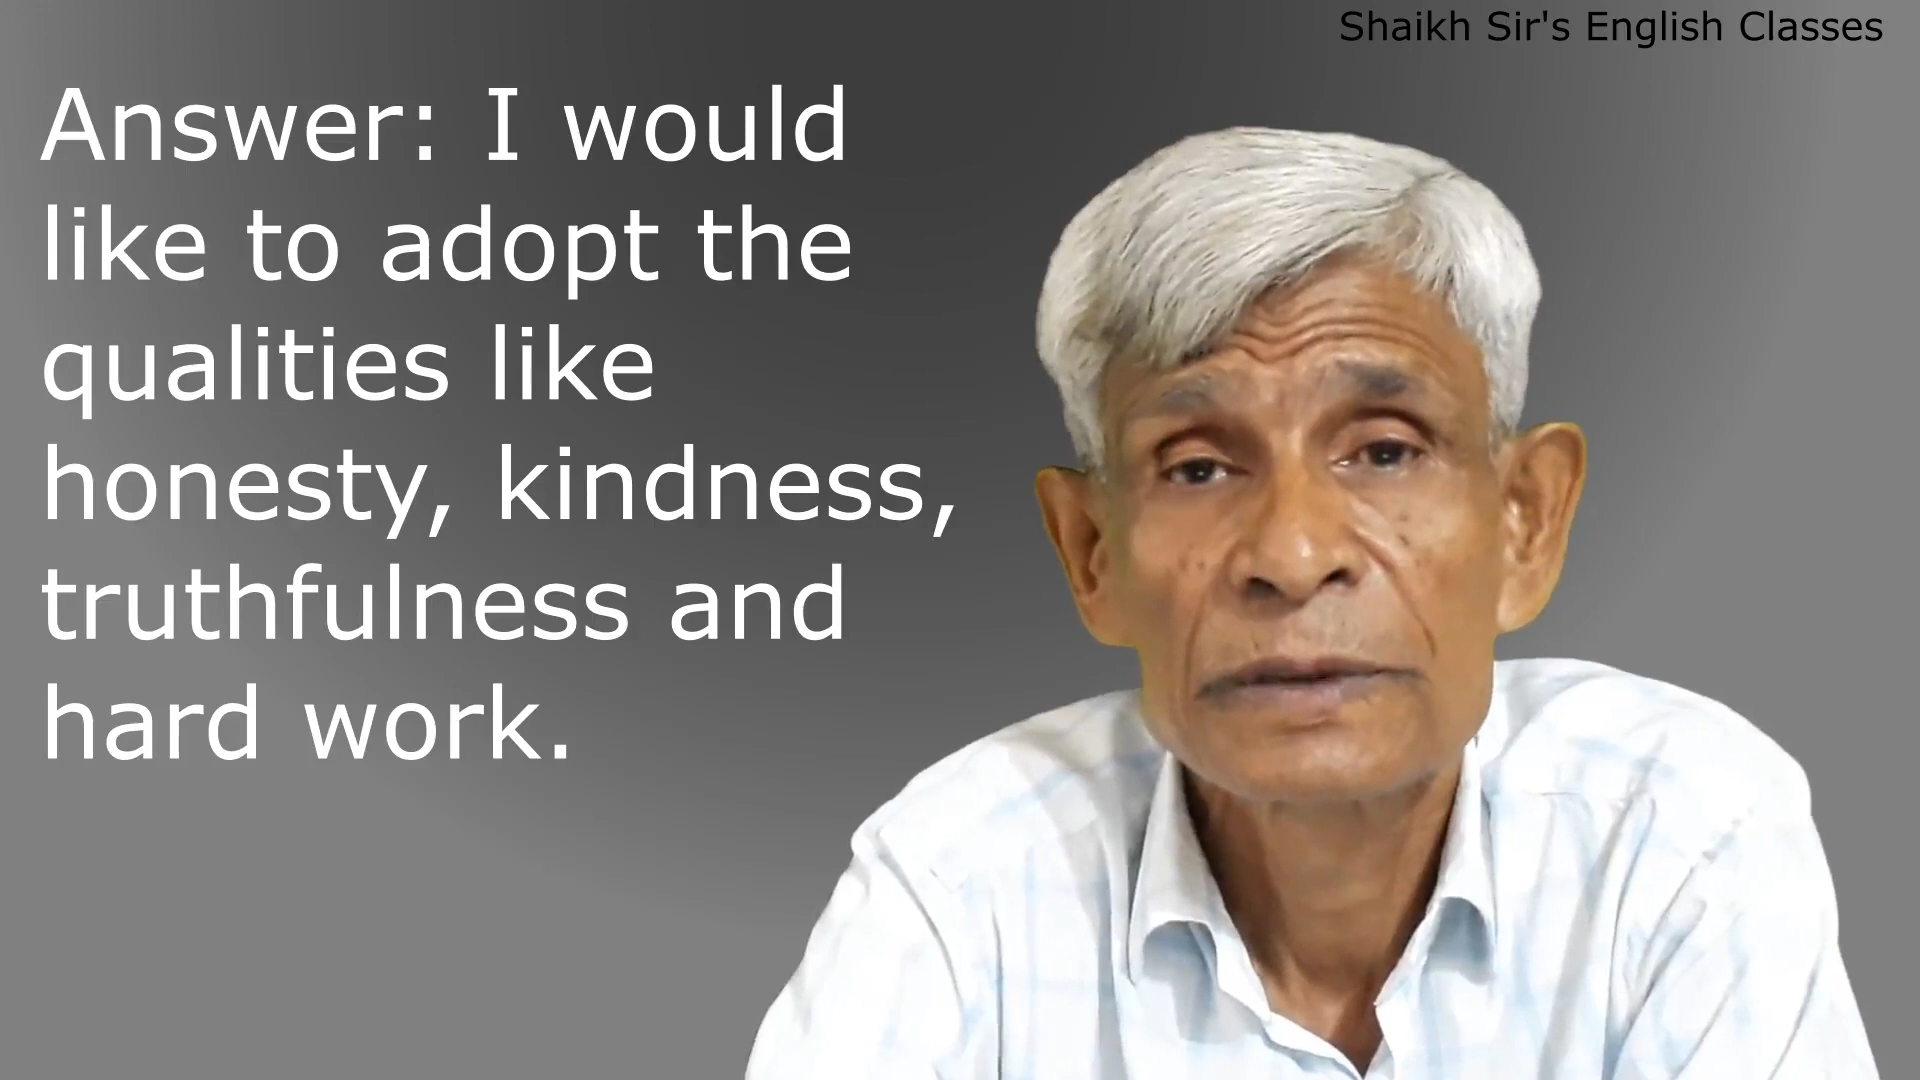 Shaikh Sir's English Classes
Answer: I would
like to adopt the
qualities like
honesty, kindness,
truthfulness and
hard work.